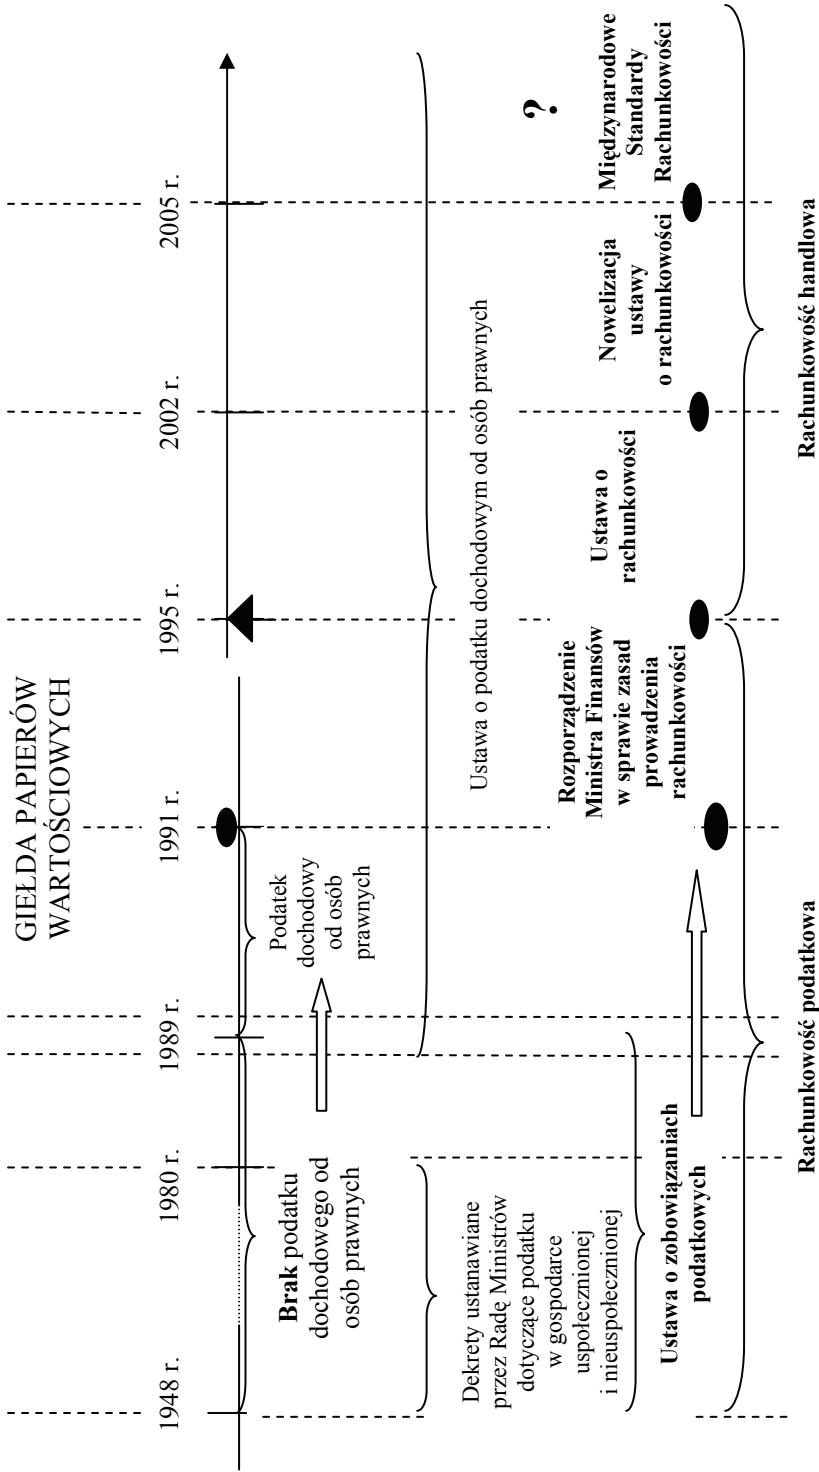 GIEŁDA PAPIERÓW
WARTOŚCIOWYCH
1948 r.
1980 r.
1989 r.
1991 r.
1995 r.
2002 r.
2005 r.
Brak podatku
dochodowego od
osób prawnych
Podatek
dochodowy
od osób
prawnych
Dekrety ustanawiane
przez Radę Ministrów
dotyczące podatku
w gospodarce
uspołecznionej
i nieuspołecznionej
Ustawa o podatku dochodowym od osób prawnych
?
Ustawa o zobowiązaniach
podatkowych
Rozporządzenie
Ministra Finansów
w sprawie zasad
prowadzenia
rachunkowości
Ustawa o
rachunkowości
Nowelizacja
ustawy
o rachunkowości
Międzynarodowe
Standardy
Rachunkowości
Rachunkowość podatkowa
Rachunkowość handlowa